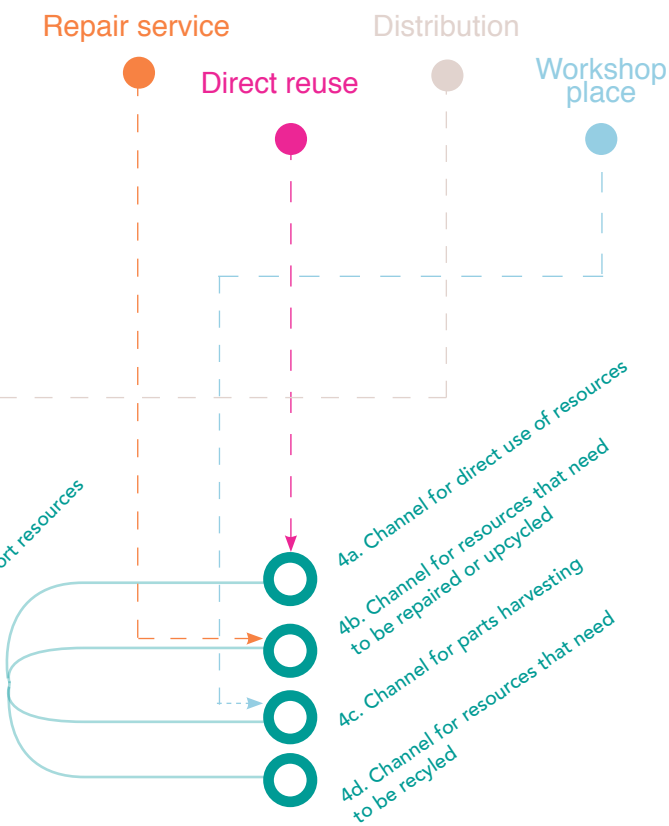 Repair service
Distribution
Direct reuse
Workshop
place
resources
4a. Channel for direct use of resources
4b. Channel for resources that need
to be repaired or upcycled
4c. Channel for parts harvesting
4d. Channel for resources that need
to be recyled